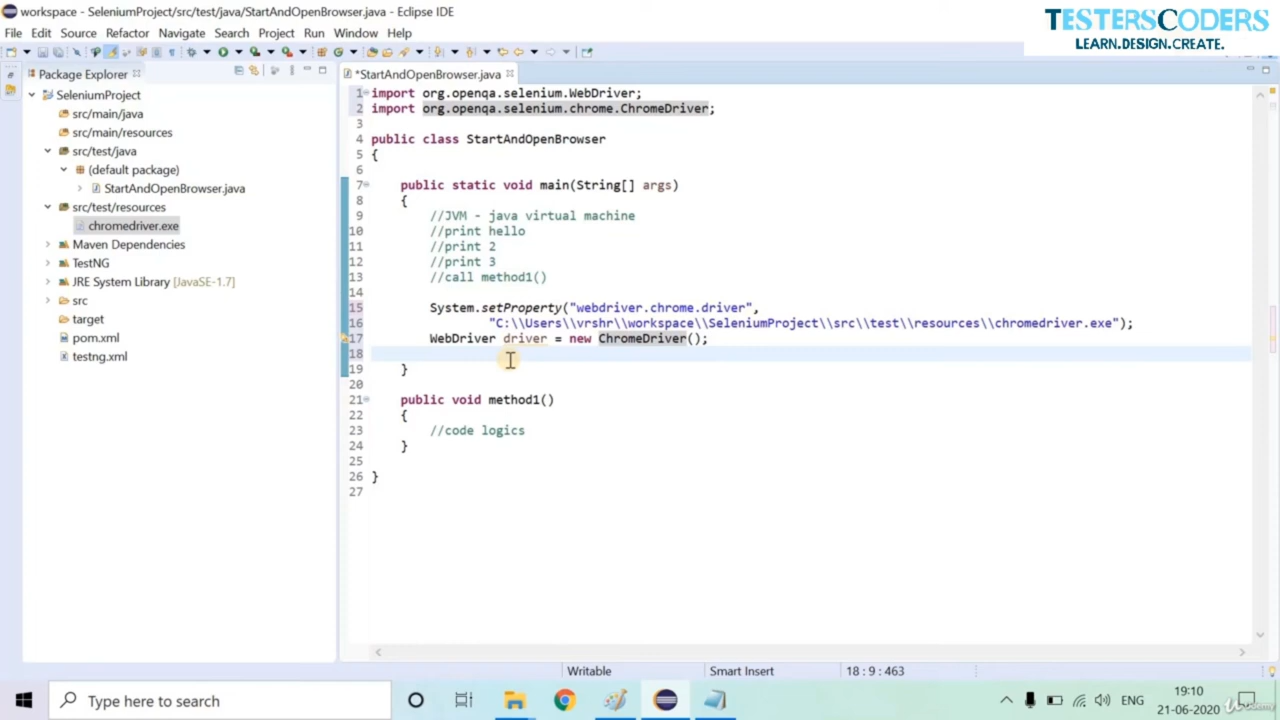 workspace - SeleniumProject/src/test/java/StartAndOpenBrowser.java - Eclipse IDE
TESTERSCODERS
LEARN.DESIGN.CREATE.
File Edit Source Refactor Navigate Search Project Run Window Help
Package Explorer
*StartAndOpenBrowser.java
SeleniumProject
src/main/java
src/main/resources
src/test/java
(default package)
StartAndOpenBrowser.java
src/test/resources
chromedriver.exe
Maven Dependencies
TestNG
JRE System Library [JavaSE-1.7]
src
target
pom.xml
testng.xml
1 import org.openqa.selenium.WebDriver;
2 import org.openqa.selenium.chrome.ChromeDriver;
3
4 public class StartAndOpenBrowser
5 {
6
7 public static void main(String[] args)
8 {
9 //JVM - java virtual machine
10 //print hello
11 //print 2
12 //print 3
13 //call method1()
14
15 System.setProperty("webdriver.chrome.driver",
16 "C:\\Users\\vrshr\\workspace\\SeleniumProject\\src\\test\\resources\\chromedriver.exe");
17 WebDriver driver = new ChromeDriver();
18
19 }
20
21 public void method1()
22 {
23 //code logics
24 }
25
26 }
27
Writable Smart Insert 18 : 9 : 463
Type here to search
ENG
19:10
21-06-2020
Udemy